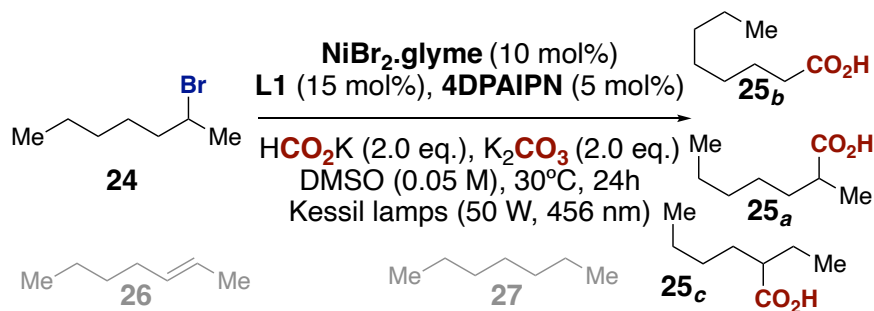 Br
Me
Me
24
NiBr2.glyme (10 mol%)
L1 (15 mol%), 4DPAIPN (5 mol%)
HCO2K (2.0 eq.), K2CO3 (2.0 eq.)
DMSO (0.05 M), 30ºC, 24h
Kessil lamps (50 W, 456 nm)
Me
CO2H
25b
Me
CO2H
Me
25a
Me
Me
25c
CO2H
Me
Me
26
Me
Me
27